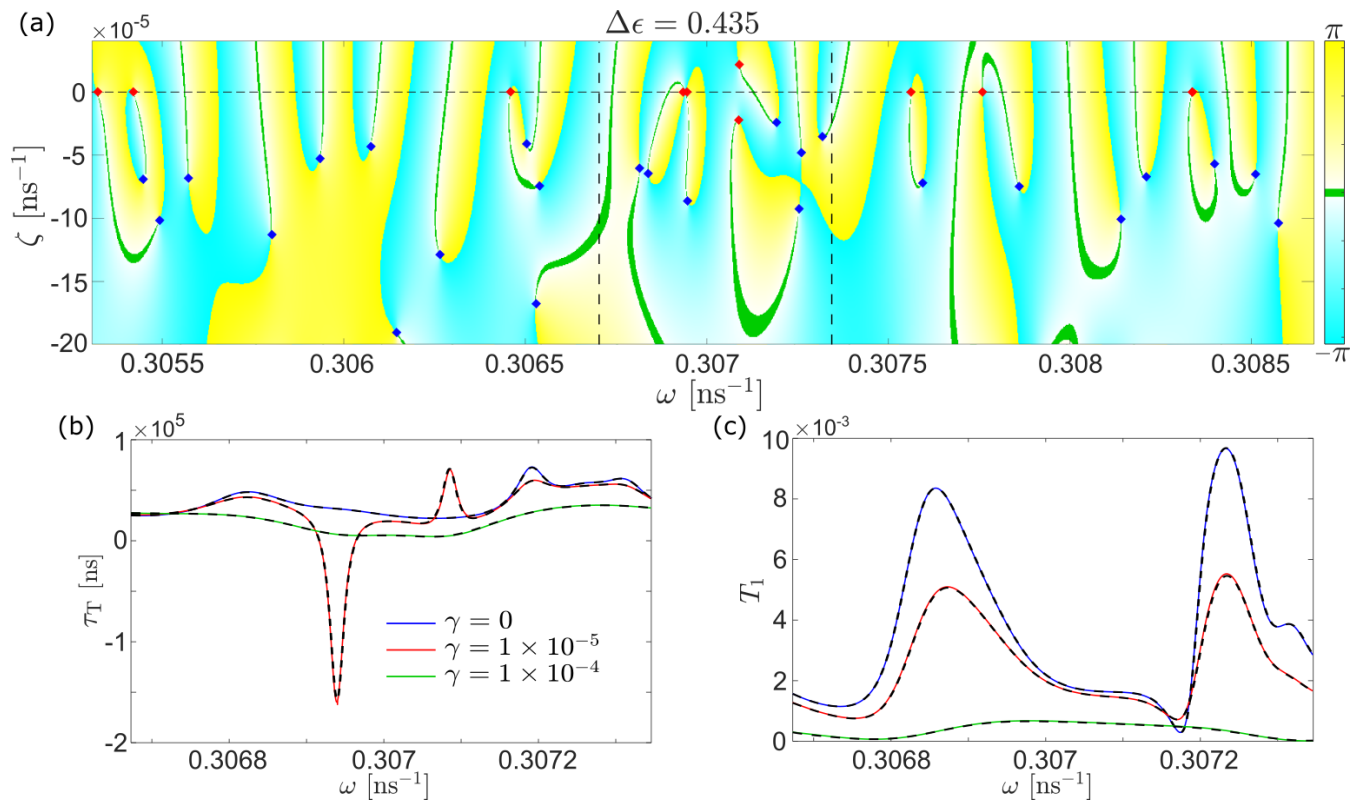 (a)
×10⁻⁵
Δϵ = 0.435
π
0
-5
-10
-15
-20
ζ [ns⁻¹]
−π
0.3055
0.306
0.3065
0.307
0.3075
0.308
0.3085
ω [ns⁻¹]
(b)
×10⁵
1
0
-1
-2
τ_T [ns]
γ = 0
γ = 1 × 10⁻⁵
γ = 1 × 10⁻⁴
0.3068
0.307
0.3072
ω [ns⁻¹]
(c)
×10⁻³
10
8
6
4
2
0
T₁
0.3068
0.307
0.3072
ω [ns⁻¹]